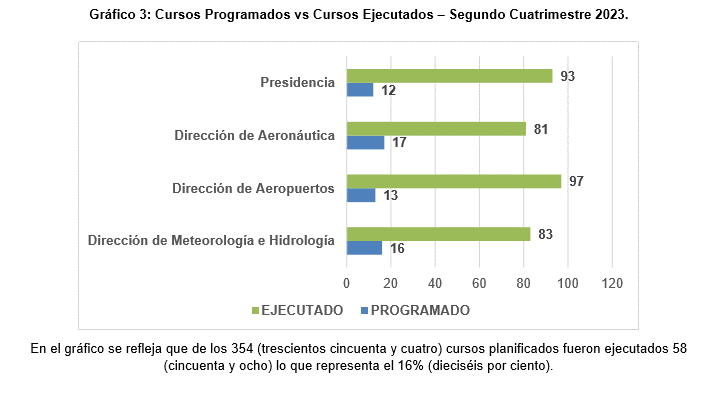 Gráfico 3: Cursos Programados vs Cursos Ejecutados – Segundo Cuatrimestre 2023.
Presidencia
93
12
Dirección de Aeronáutica
81
17
Dirección de Aeropuertos
97
13
Dirección de Meteorología e Hidrología
83
16
0 20 40 60 80 100 120
EJECUTADO PROGRAMADO
En el gráfico se refleja que de los 354 (trescientos cincuenta y cuatro) cursos planificados fueron ejecutados 58
(cincuenta y ocho) lo que representa el 16% (dieciséis por ciento).